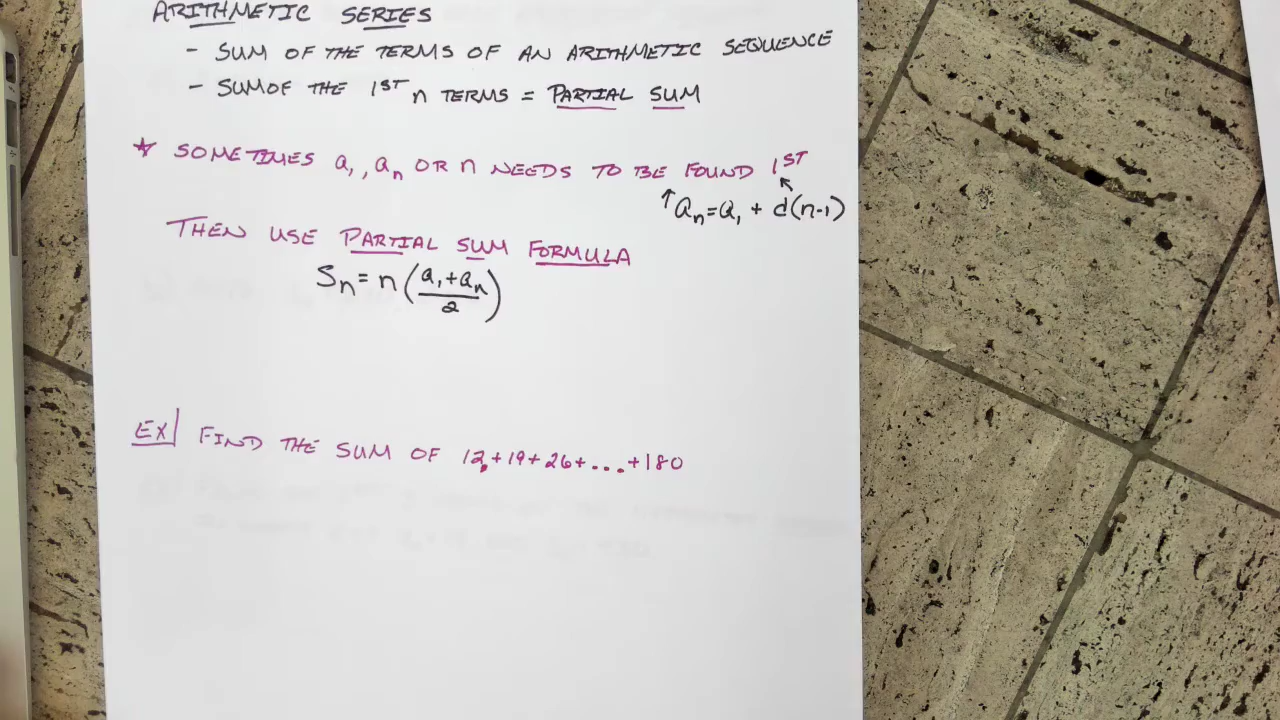 ARITHMETIC SERIES
- SUM OF THE TERMS OF AN ARITHMETIC SEQUENCE
- SUM OF THE 1ST n TERMS = PARTIAL SUM
* SOMETIMES a₁, aₙ OR n NEEDS TO BE FOUND 1ST
↑ aₙ = a₁ + d(n-1)
THEN USE PARTIAL SUM FORMULA
Sₙ = n((a₁+aₙ)/2)
EX| FIND THE SUM OF 12+19+26+...+180